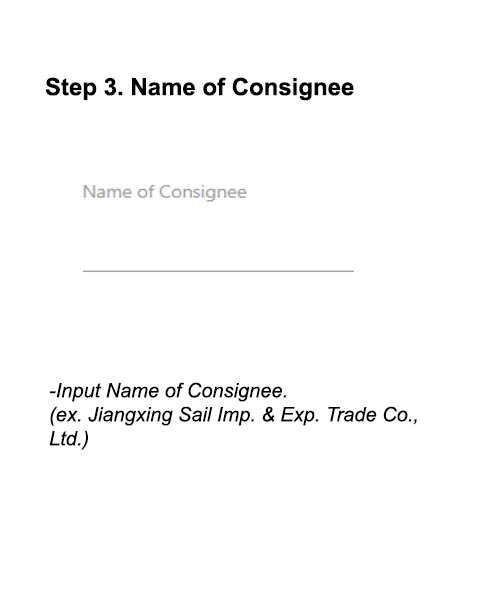 Step 3. Name of Consignee
Name of Consignee
-Input Name of Consignee.
(ex. Jiangxing Sail Imp. & Exp. Trade Co.,
Ltd.)